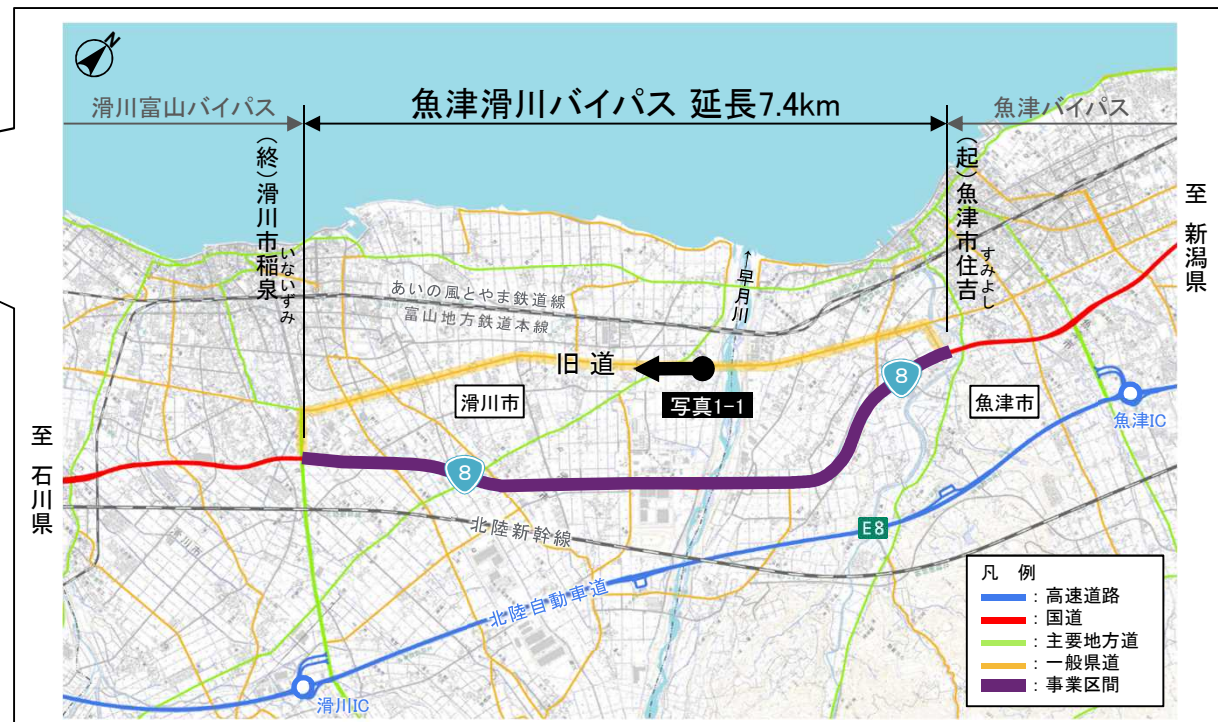 N
滑川富山バイパス
魚津滑川バイパス 延長7.4km
魚津バイパス
(終)滑川市稲泉
いないずみ
(起)魚津市住吉
すみよし
至 新潟県
至 石川県
←早月川
あいの風とやま鉄道線
富山地方鉄道本線
旧道
写真1-1
滑川市
魚津市
8
8
魚津IC
E8
北陸新幹線
北陸自動車道
滑川IC
凡 例
：高速道路
：国道
：主要地方道
：一般県道
：事業区間